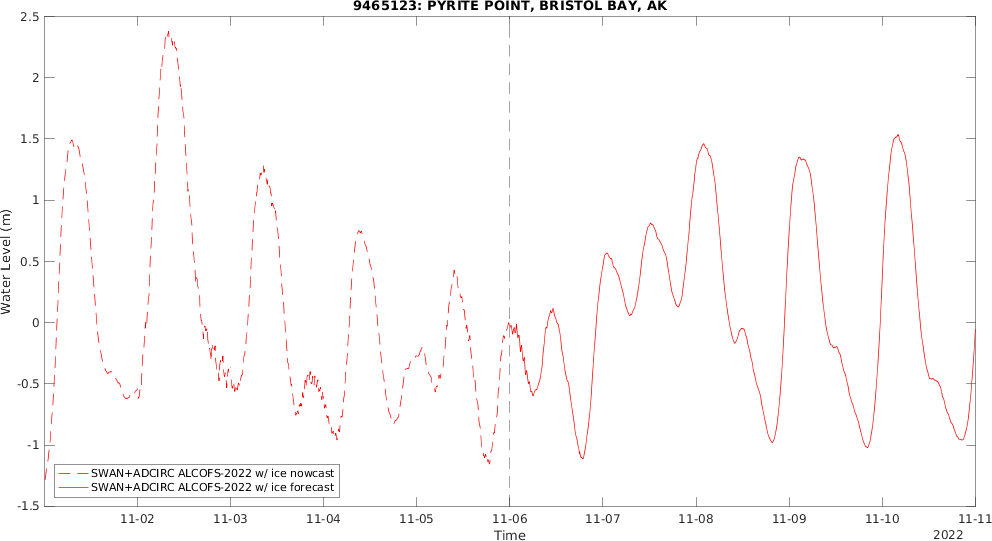 9465123: PYRITE POINT, BRISTOL BAY, AK
2.5
2
1.5
1
0.5
0
-0.5
-1
-1.5
Water Level (m)
SWAN+ADCIRC ALCOFS-2022 w/ ice nowcast
SWAN+ADCIRC ALCOFS-2022 w/ ice forecast
11-02 11-03 11-04 11-05 11-06 11-07 11-08 11-09 11-10 11-11
Time
2022